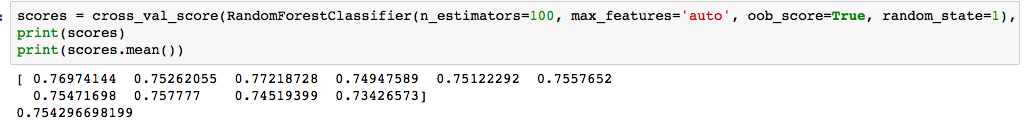 scores = cross_val_score(RandomForestClassifier(n_estimators=100, max_features='auto', oob_score=True, random_state=1),
print(scores)
print(scores.mean())
[ 0.76974144  0.75262055  0.77218728  0.74947589  0.75122292  0.7557652
  0.75471698  0.757777    0.74519399  0.73426573]
0.754296698199